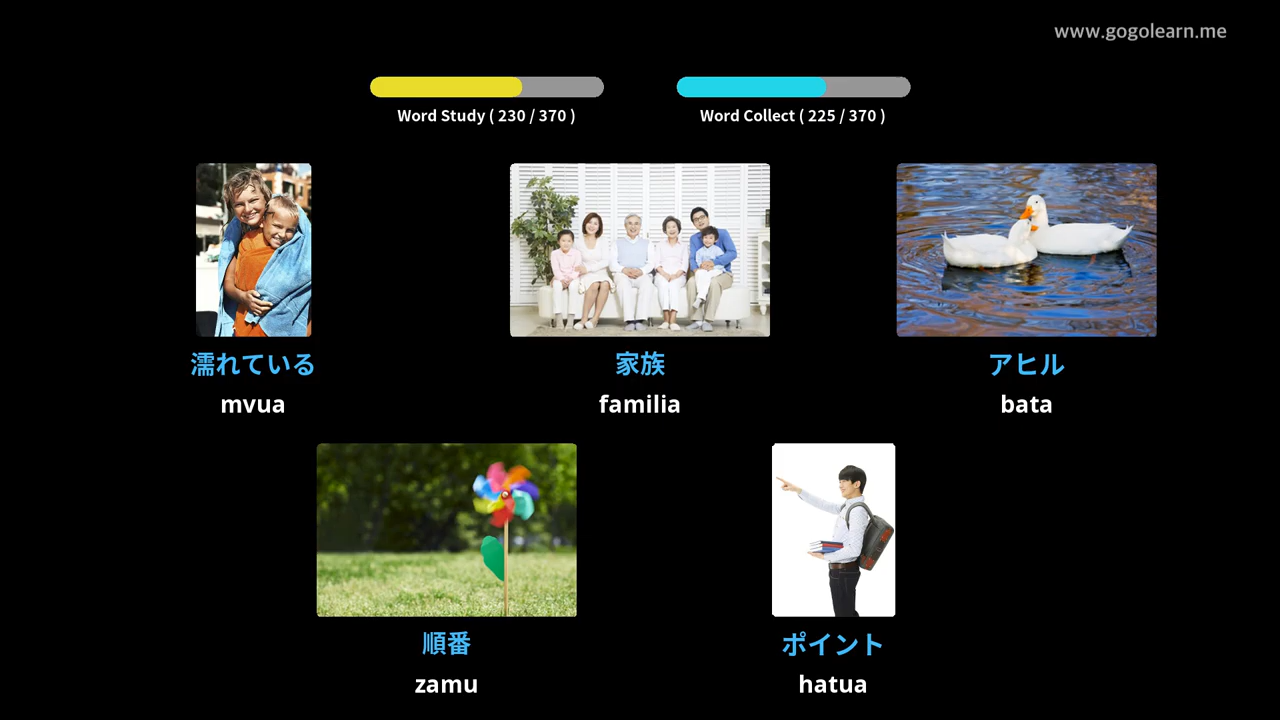 www.gogolearn.me
Word Study ( 230 / 370 )
Word Collect ( 225 / 370 )
濡れている
mvua
家族
familia
アヒル
bata
順番
zamu
ポイント
hatua